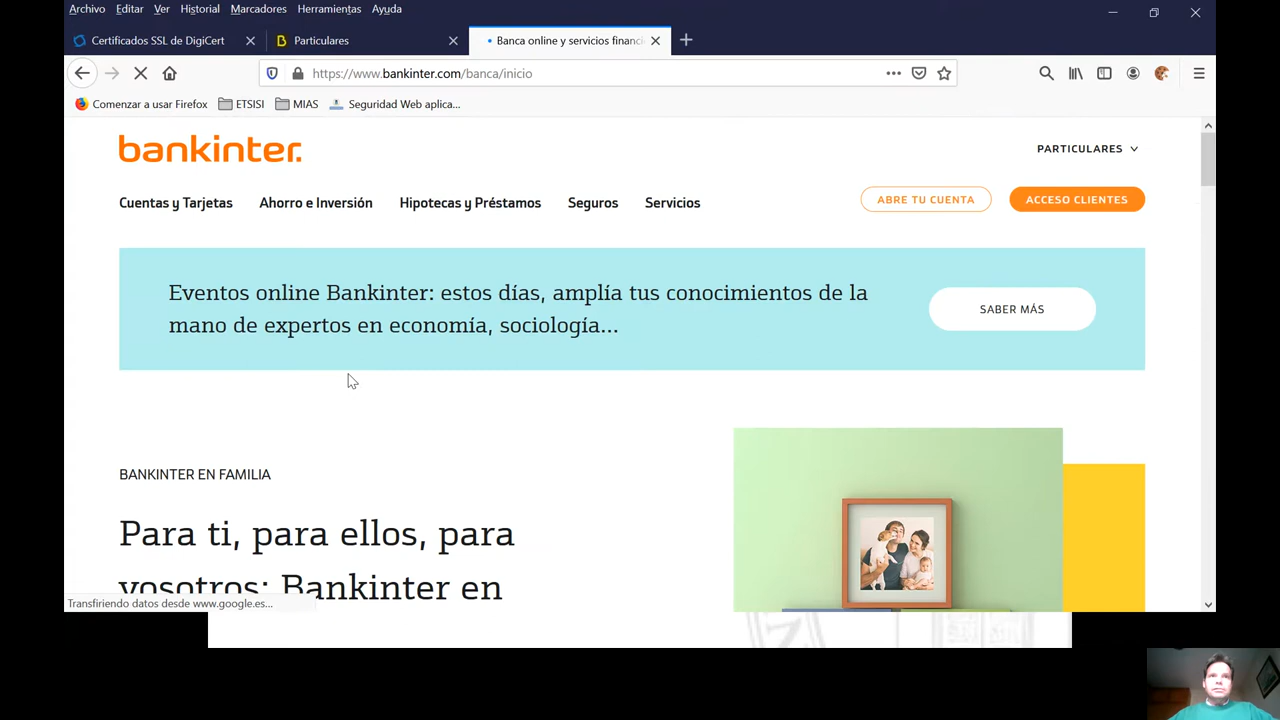 Archivo Editar Ver Historial Marcadores Herramientas Ayuda
Certificados SSL de DigiCert Particulares Banca online y servicios financi
https://www.bankinter.com/banca/inicio
Comenzar a usar Firefox ETSISI MIAS Seguridad Web aplica...
bankinter.
PARTICULARES
Cuentas y Tarjetas Ahorro e Inversión Hipotecas y Préstamos Seguros Servicios ABRE TU CUENTA ACCESO CLIENTES
Eventos online Bankinter: estos días, amplía tus conocimientos de la
mano de expertos en economía, sociología...
SABER MÁS
BANKINTER EN FAMILIA
Para ti, para ellos, para
vosotros: Bankinter en
Transfiriendo datos desde www.google.es...